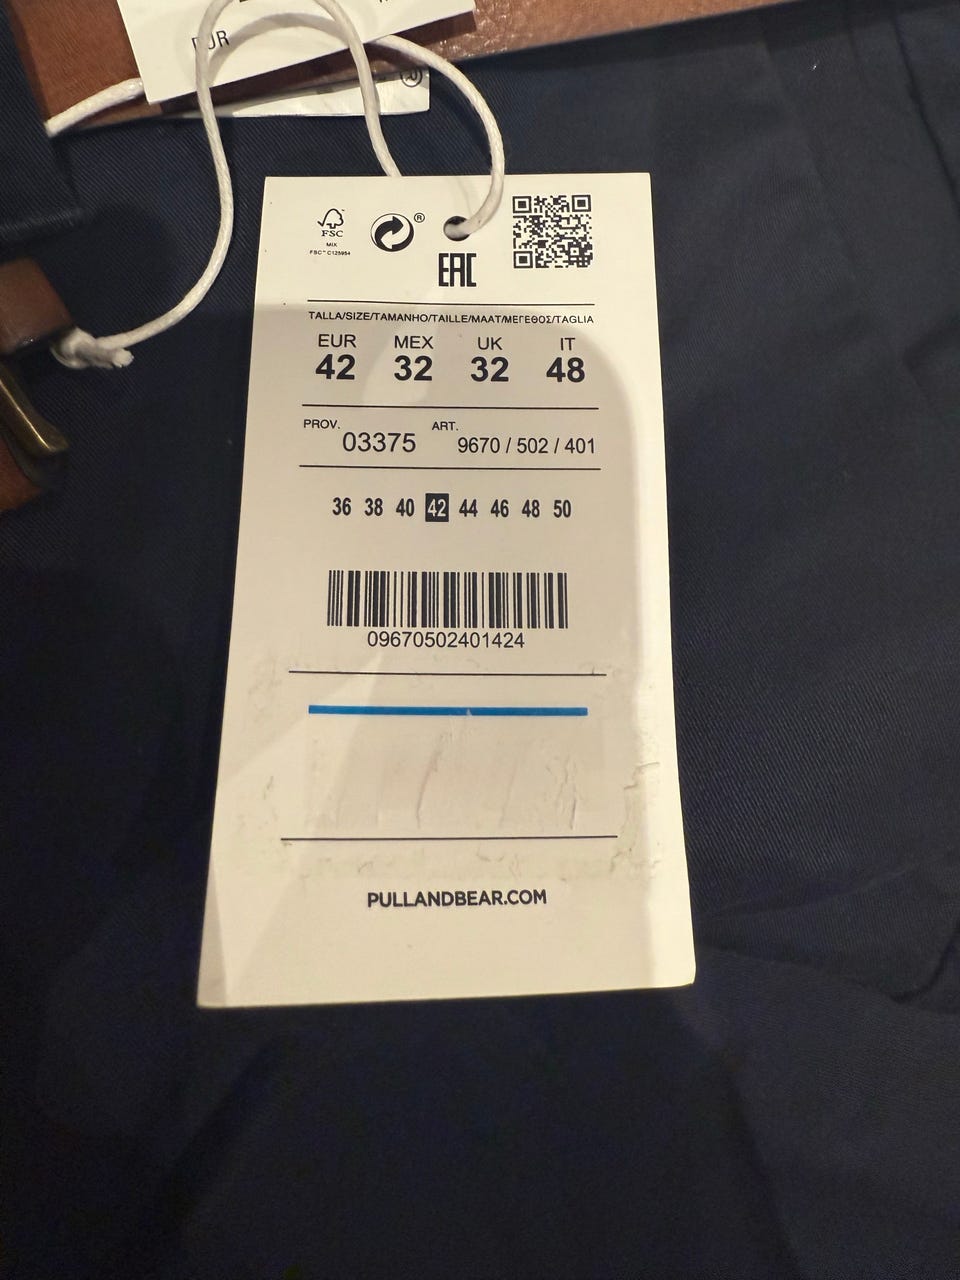 EUR
®
FSC
MIX
FSC™ C125954
®
EAC
TALLA/SIZE/TAMANHO/TAILLE/MAAT/ΜΕΓΕΘΟΣ/TAGLIA
EUR MEX UK IT
42 32 32 48
PROV. 03375 ART. 9670 / 502 / 401
36 38 40 42 44 46 48 50
09670502401424
PULLANDBEAR.COM